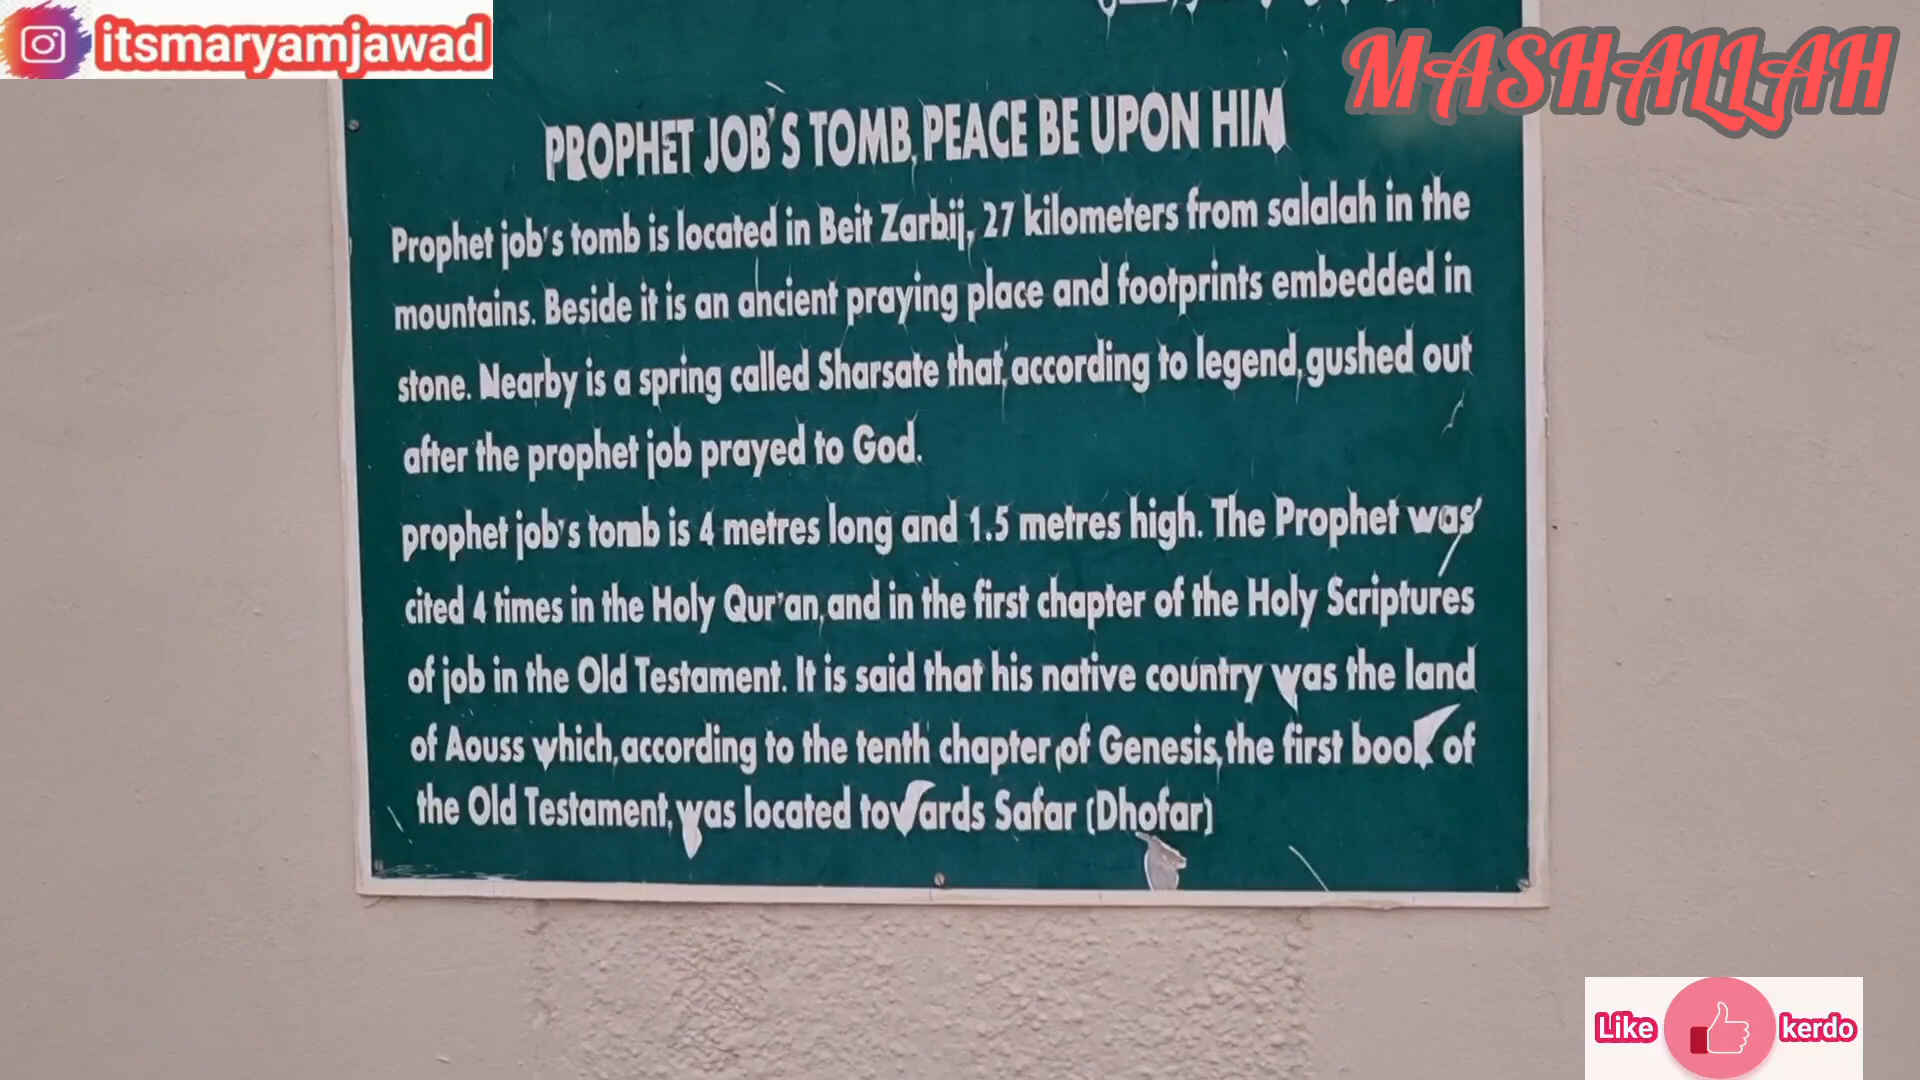 itsmaryamjawad
MASHALLAH
PROPHET JOB'S TOMB, PEACE BE UPON HIM
Prophet job's tomb is located in Beit Zarbij, 27 kilometers from salalah in the
mountains. Beside it is an ancient praying place and footprints embedded in
stone. Nearby is a spring called Sharsate that, according to legend, gushed out
after the prophet job prayed to God.
prophet job's tomb is 4 metres long and 1.5 metres high. The Prophet was
cited 4 times in the Holy Qur'an, and in the first chapter of the Holy Scriptures
of job in the Old Testament. It is said that his native country was the land
of Aouss which, according to the tenth chapter, of Genesis, the first book of
the Old Testament, was located towards Safar (Dhofar)
Like kerdo